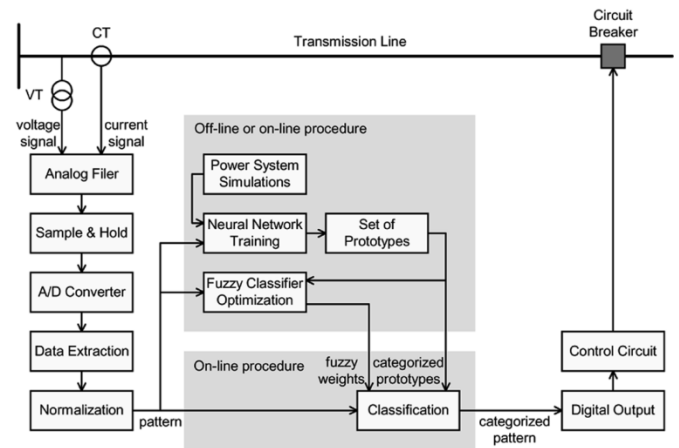 CT
Transmission Line
Circuit
Breaker
VT
voltage
signal
current
signal
Analog Filer
Sample & Hold
A/D Converter
Data Extraction
Normalization
pattern
Off-line or on-line procedure
Power System
Simulations
Neural Network
Training
Set of
Prototypes
Fuzzy Classifier
Optimization
On-line procedure
fuzzy
weights
categorized
prototypes
Classification
categorized
pattern
Control Circuit
Digital Output